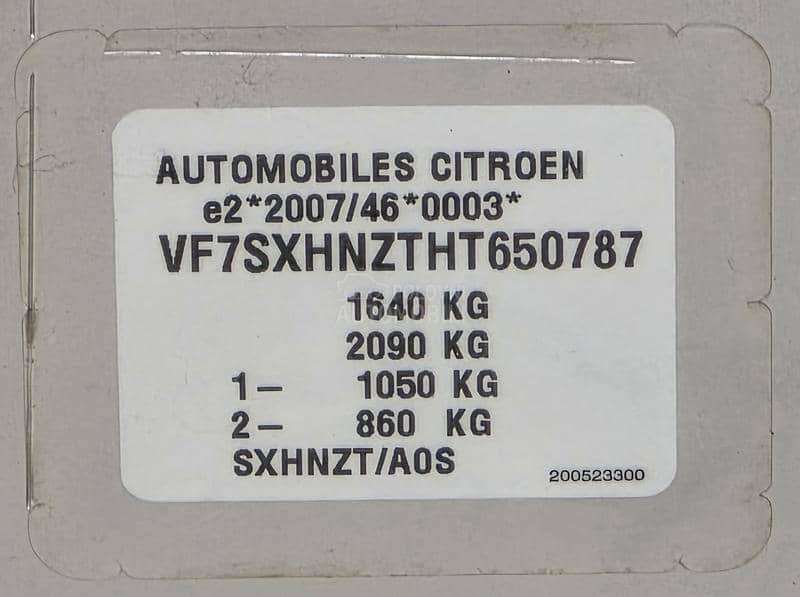 AUTOMOBILES CITROEN
e2*2007/46*0003*
VF7SXHNZTHT650787
1640 KG
2090 KG
1- 1050 KG
2- 860 KG
SXHNZT/A0S
200523300